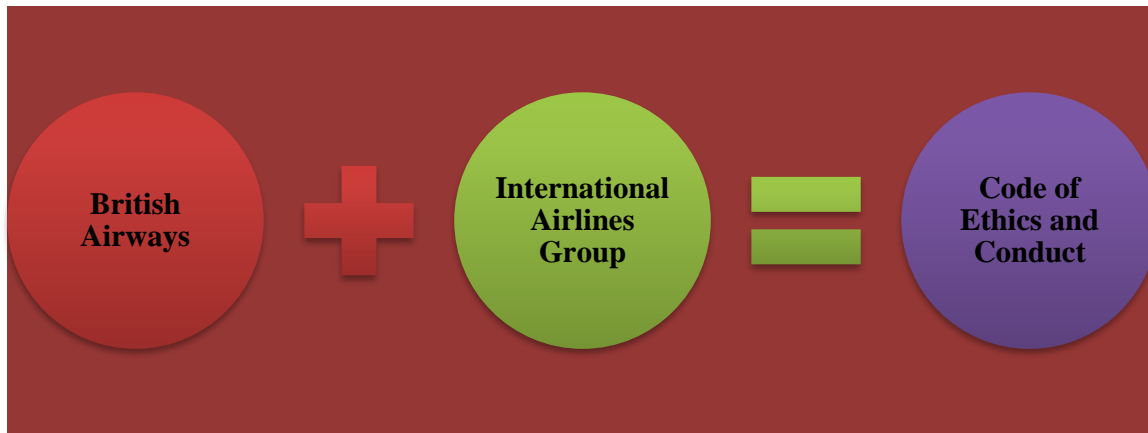 British
Airways
International
Airlines
Group
Code of
Ethics and
Conduct